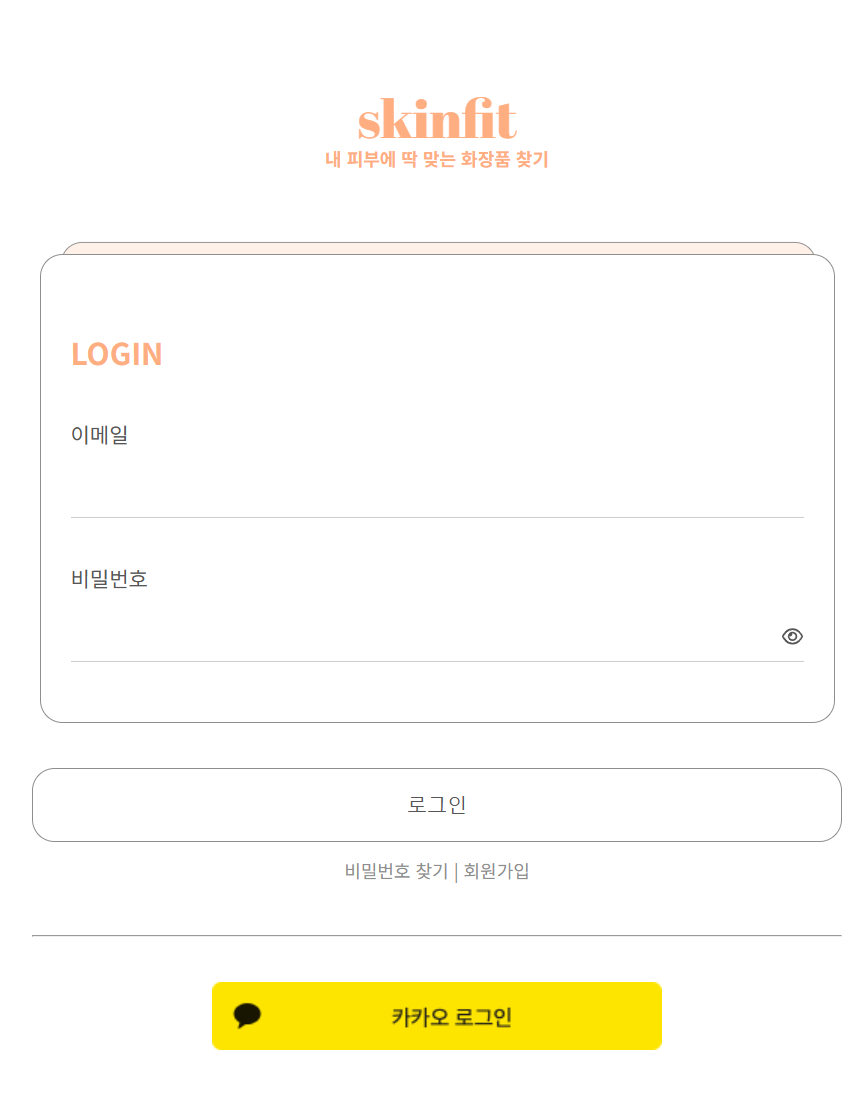 skinfit
내 피부에 딱 맞는 화장품 찾기
LOGIN
이메일
비밀번호
로그인
비밀번호 찾기 | 회원가입
카카오 로그인